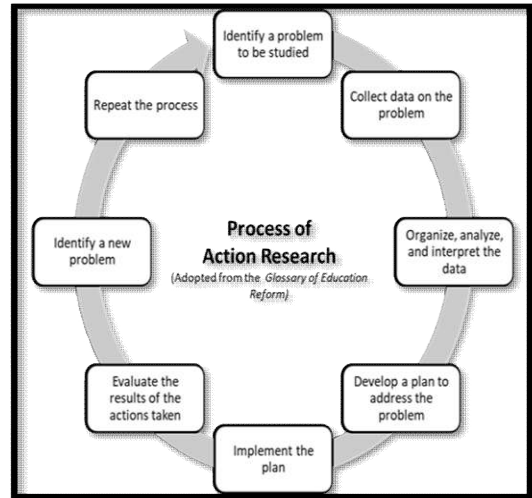 Identify a problem
to be studied
Collect data on the
problem
Organize, analyze,
and interpret the
data
Develop a plan to
address the
problem
Implement the
plan
Evaluate the
results of the
actions taken
Identify a new
problem
Repeat the process
Process of
Action Research
(Adopted from the Glossary of Education
Reform)